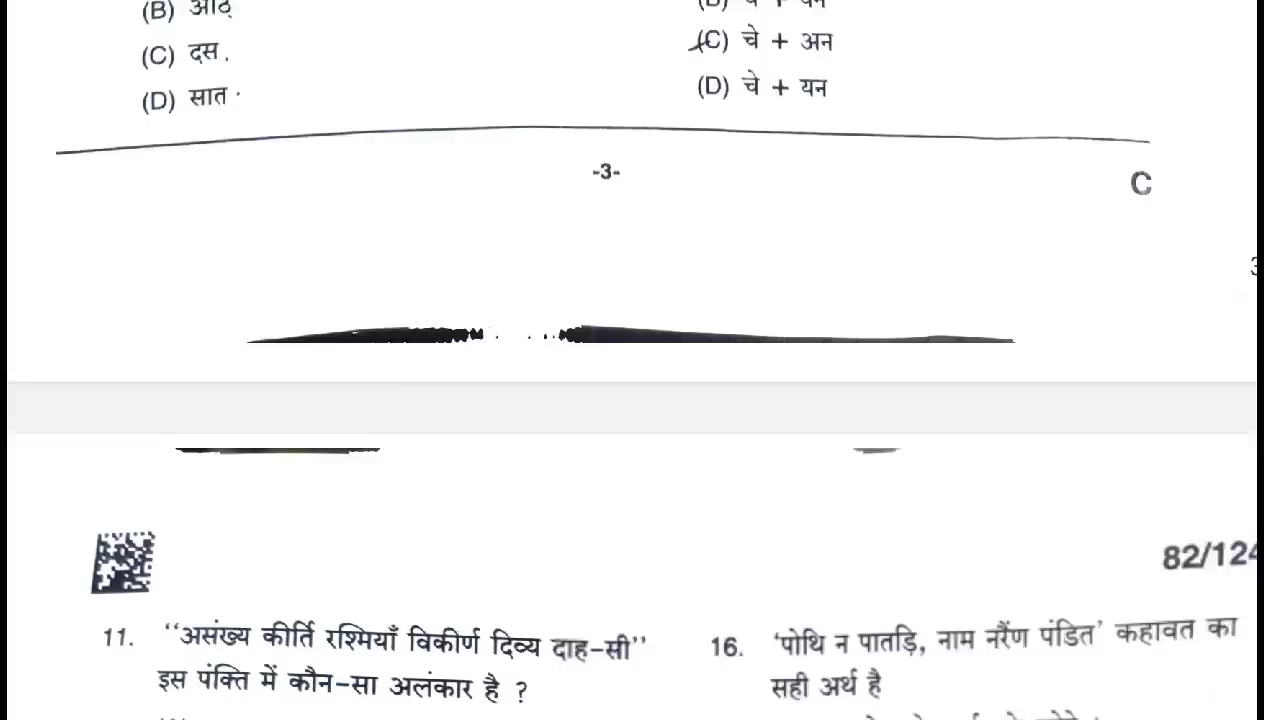 (B) आठ
(C) दस .
(D) सात .
(C) चे + अन
(D) चे + यन
-3-
C
82/124
11. ‘‘असंख्य कीर्ति रश्मियाँ विकीर्ण दिव्य दाह-सी’’
इस पंक्ति में कौन-सा अलंकार है ?
16. ‘पोथि न पातड़ि, नाम नरैंण पंडित’ कहावत का
सही अर्थ है